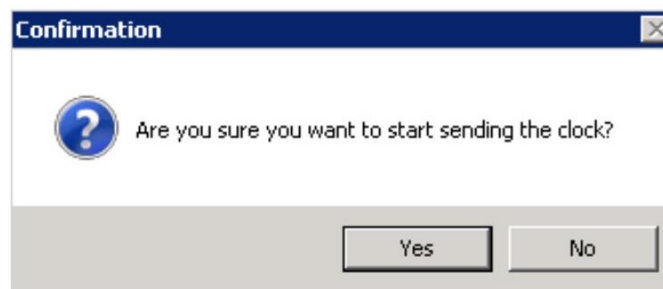 Confirmation
Are you sure you want to start sending the clock?
Yes
No